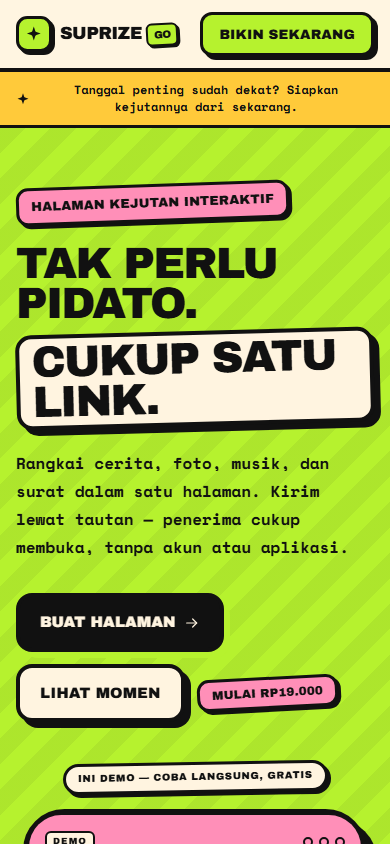 SUPRIZE GO
BIKIN SEKARANG
Tanggal penting sudah dekat? Siapkan
kejutannya dari sekarang.
HALAMAN KEJUTAN INTERAKTIF
TAK PERLU
PIDATO.
CUKUP SATU
LINK.
Rangkai cerita, foto, musik, dan
surat dalam satu halaman. Kirim
lewat tautan — penerima cukup
membuka, tanpa akun atau aplikasi.
BUAT HALAMAN →
LIHAT MOMEN
MULAI RP19.000
INI DEMO — COBA LANGSUNG, GRATIS
DEMO